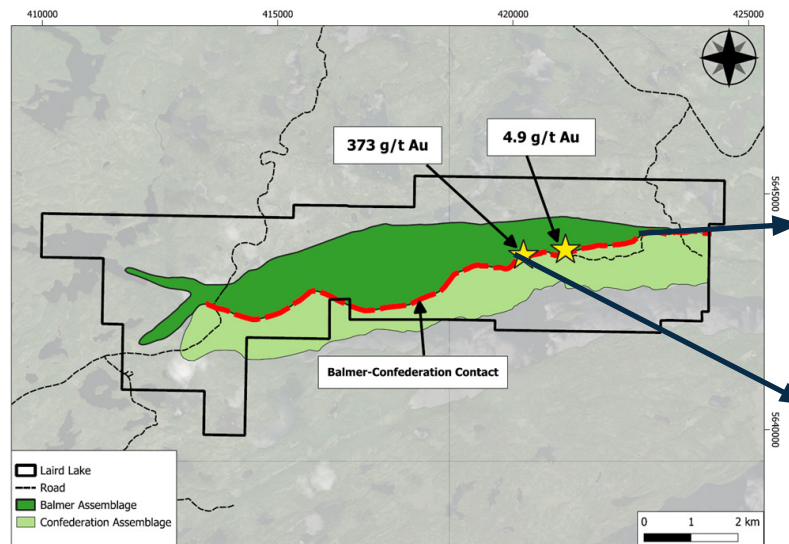 410000
415000
420000
425000
373 g/t Au
4.9 g/t Au
5645000
Balmer-Confederation Contact
5640000
Laird Lake
Road
Balmer Assemblage
Confederation Assemblage
0 1 2 km